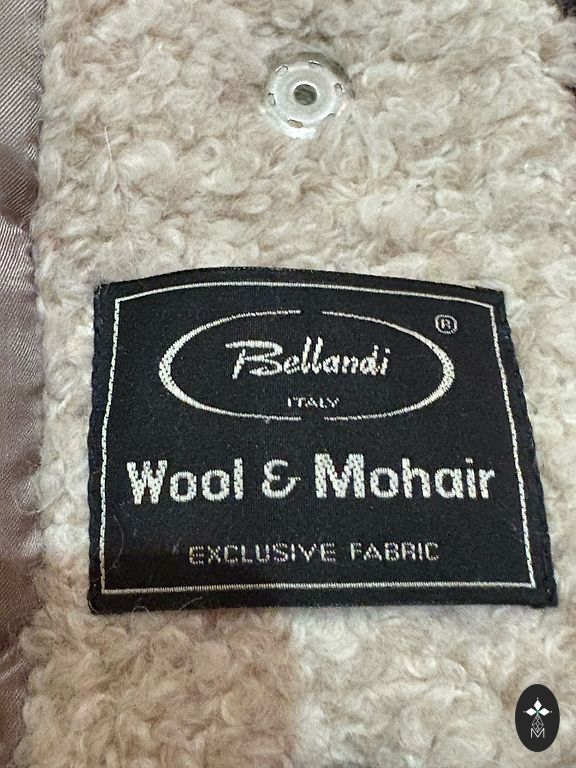 ®
Bellandi
ITALY
Wool & Mohair
EXCLUSIVE FABRIC
M